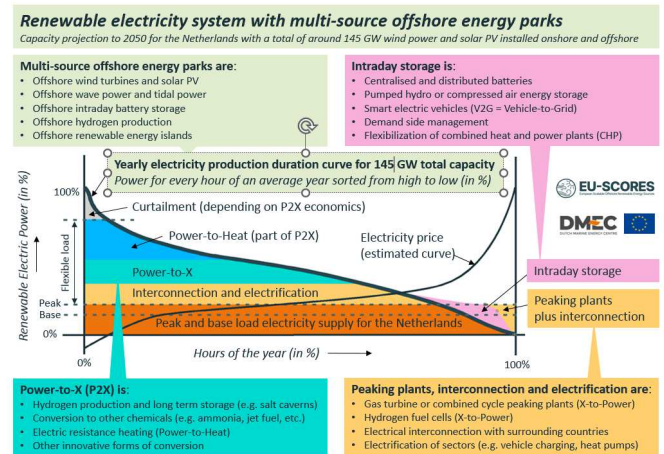 Renewable electricity system with multi-source offshore energy parks
Capacity projection to 2050 for the Netherlands with a total of around 145 GW wind power and solar PV installed onshore and offshore
Multi-source offshore energy parks are:
• Offshore wind turbines and solar PV
• Offshore wave power and tidal power
• Offshore intraday battery storage
• Offshore hydrogen production
• Offshore renewable energy islands
Intraday storage is:
• Centralised and distributed batteries
• Pumped hydro or compressed air energy storage
• Smart electric vehicles (V2G = Vehicle-to-Grid)
• Demand side management
• Flexibilization of combined heat and power plants (CHP)
Yearly electricity production duration curve for 145 GW total capacity
Power for every hour of an average year sorted from high to low (in %)
Renewable Electric Power (in %)
100%
Curtailment (depending on P2X economics)
Power-to-Heat (part of P2X)
Flexible load
Power-to-X
Interconnection and electrification
Peak
Base
Peak and base load electricity supply for the Netherlands
0%
Electricity price
(estimated curve)
EU-SCORES
DMEC
DUTCH MARINE ENERGY CENTRE
Intraday storage
Peaking plants
plus interconnection
0%
Hours of the year (in %)
100%
Power-to-X (P2X) is:
• Hydrogen production and long term storage (e.g. salt caverns)
• Conversion to other chemicals (e.g. ammonia, jet fuel, etc.)
• Electric resistance heating (Power-to-Heat)
• Other innovative forms of conversion
Peaking plants, interconnection and electrification are:
• Gas turbine or combined cycle peaking plants (X-to-Power)
• Hydrogen fuel cells (X-to-Power)
• Electrical interconnection with surrounding countries
• Electrification of sectors (e.g. vehicle charging, heat pumps)